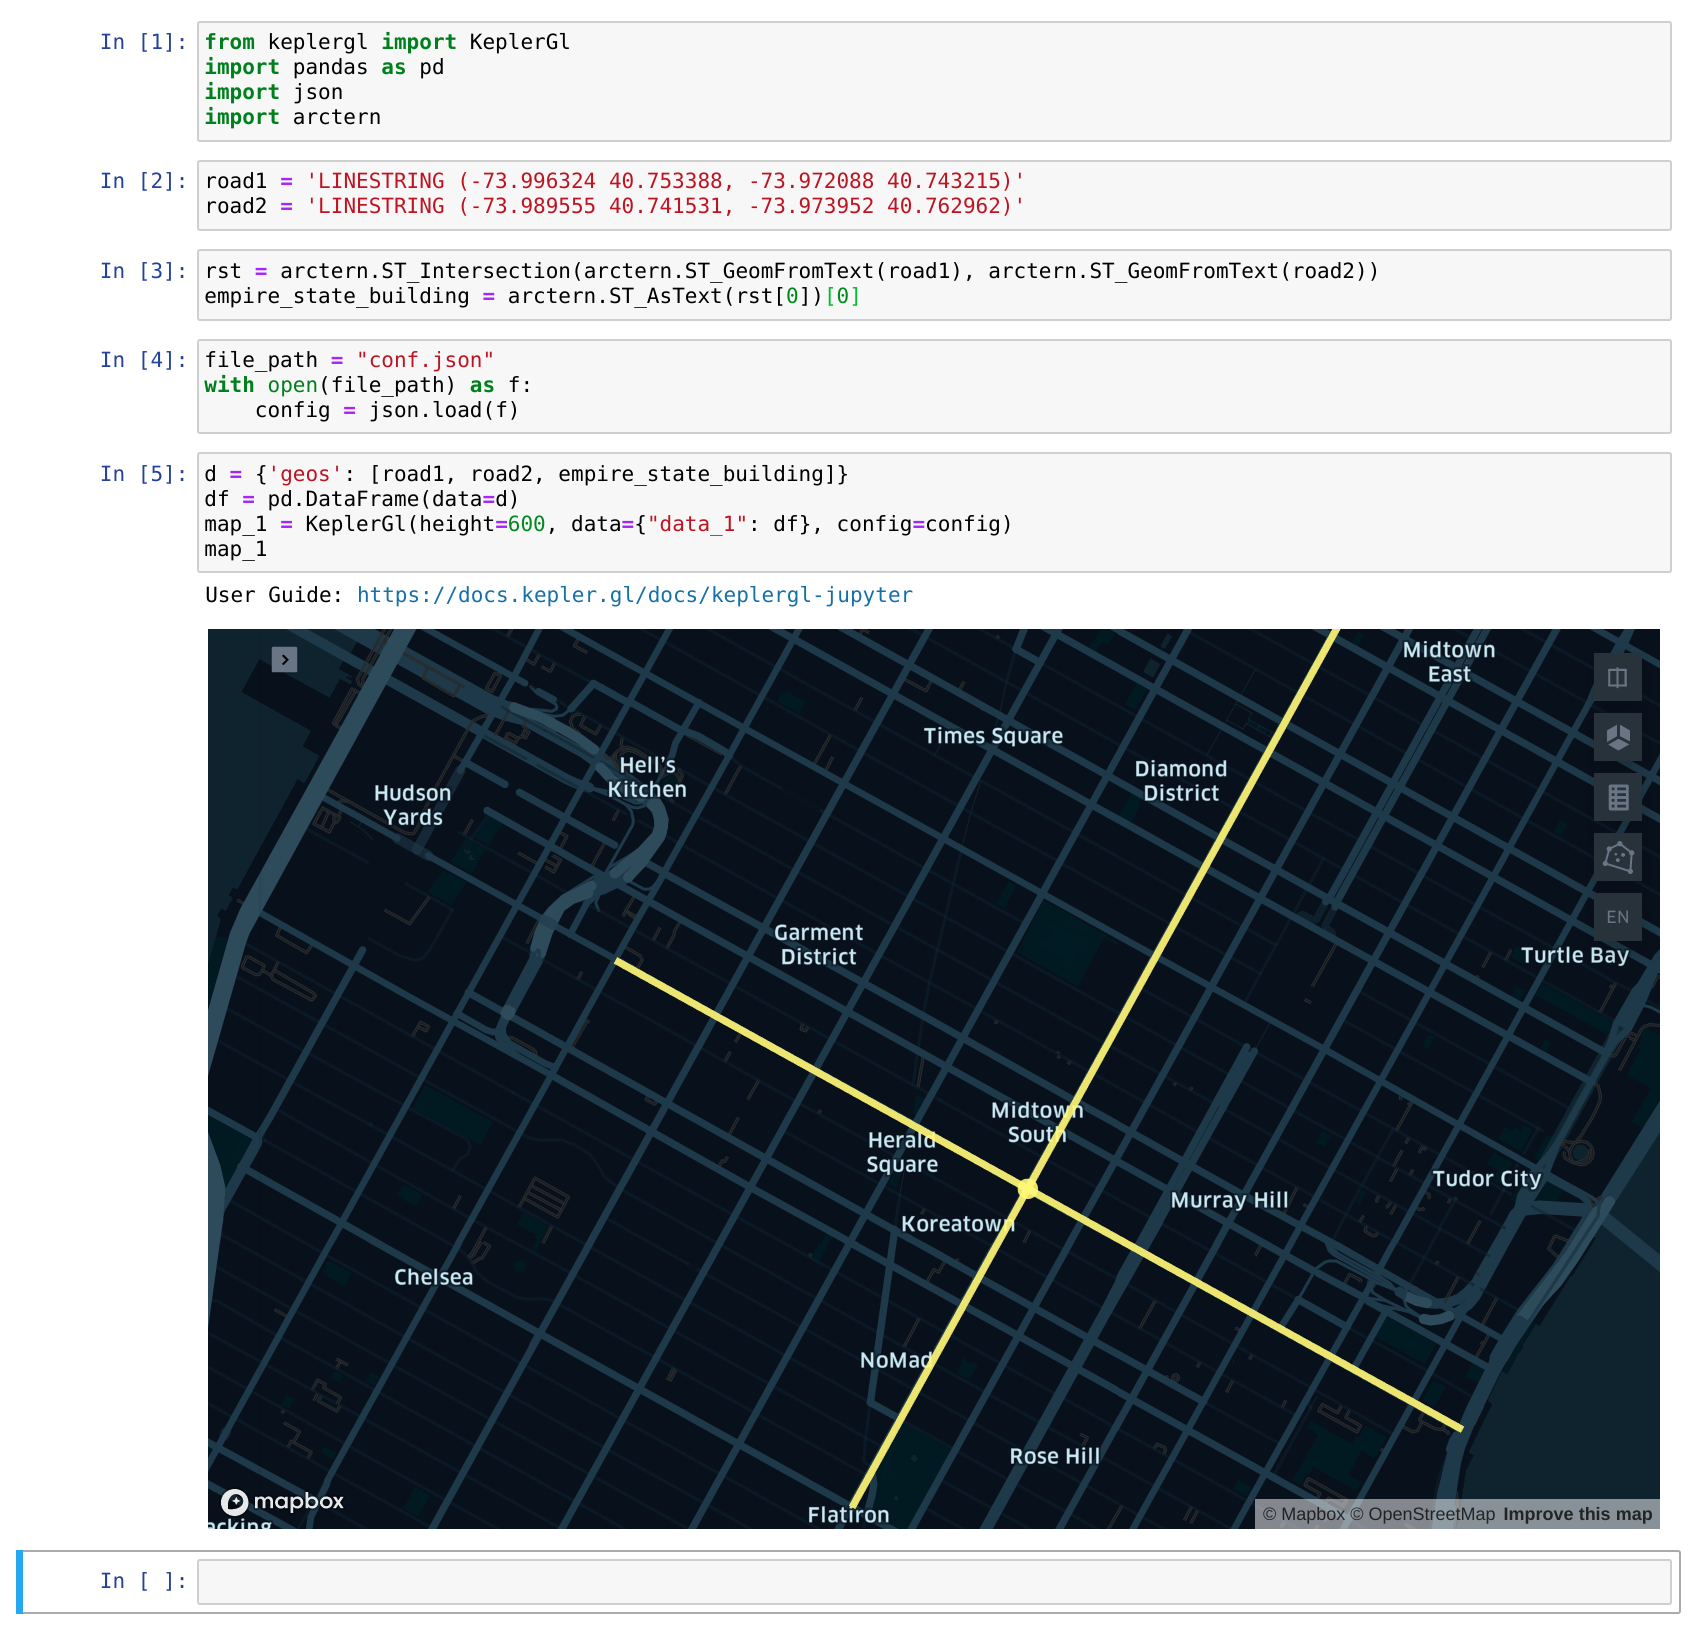 In [1]:
from keplergl import KeplerGl
import pandas as pd
import json
import arctern
In [2]:
road1 = 'LINESTRING (-73.996324 40.753388, -73.972088 40.743215)'
road2 = 'LINESTRING (-73.989555 40.741531, -73.973952 40.762962)'
In [3]:
rst = arctern.ST_Intersection(arctern.ST_GeomFromText(road1), arctern.ST_GeomFromText(road2))
empire_state_building = arctern.ST_AsText(rst[0])[0]
In [4]:
file_path = "conf.json"
with open(file_path) as f:
    config = json.load(f)
In [5]:
d = {'geos': [road1, road2, empire_state_building]}
df = pd.DataFrame(data=d)
map_1 = KeplerGl(height=600, data={"data_1": df}, config=config)
map_1
User Guide: https://docs.kepler.gl/docs/keplergl-jupyter
Midtown
East
Times Square
Hell's
Kitchen
Diamond
District
Hudson
Yards
EN
Garment
District
Turtle Bay
Midtown
South
Herald
Square
Tudor City
Murray Hill
Koreatown
Chelsea
NoMad
Rose Hill
mapbox
Flatiron
acking
© Mapbox © OpenStreetMap Improve this map
In [ ]: